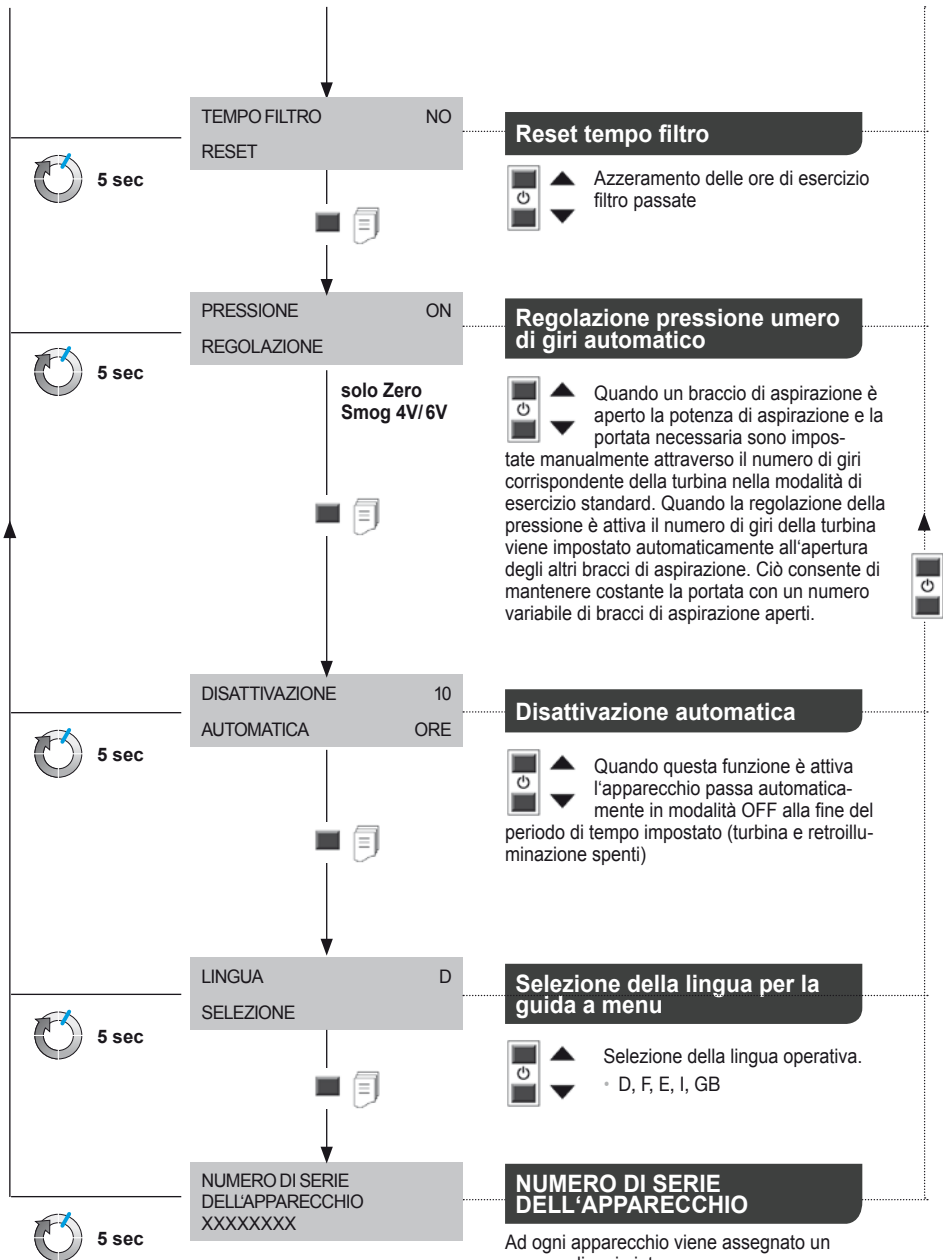 TEMPO FILTRO NO
RESET
5 sec
Reset tempo filtro
Azzeramento delle ore di esercizio
filtro passate
PRESSIONE ON
REGOLAZIONE
5 sec
solo Zero
Smog 4V/6V
Regolazione pressione umero
di giri automatico
Quando un braccio di aspirazione è
aperto la potenza di aspirazione e la
portata necessaria sono impos-
tate manualmente attraverso il numero di giri
corrispondente della turbina nella modalità di
esercizio standard. Quando la regolazione della
pressione è attiva il numero di giri della turbina
viene impostato automaticamente all‘apertura
degli altri bracci di aspirazione. Ciò consente di
mantenere costante la portata con un numero
variabile di bracci di aspirazione aperti.
DISATTIVAZIONE 10
AUTOMATICA ORE
5 sec
Disattivazione automatica
Quando questa funzione è attiva
l‘apparecchio passa automatica-
mente in modalità OFF alla fine del
periodo di tempo impostato (turbina e retroillu-
minazione spenti)
LINGUA D
SELEZIONE
5 sec
Selezione della lingua per la
guida a menu
Selezione della lingua operativa.
• D, F, E, I, GB
NUMERO DI SERIE
DELL‘APPARECCHIO
XXXXXXXX
5 sec
NUMERO DI SERIE
DELL‘APPARECCHIO
Ad ogni apparecchio viene assegnato un